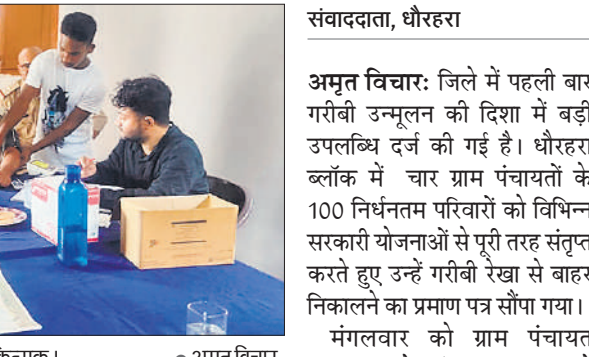 संवाददाता, धौरहरा
अमृत विचार: जिले में पहली बार
गरीबी उन्मूलन की दिशा में बड़ी
उपलब्धि दर्ज की गई है। धौरहरा
ब्लॉक में चार ग्राम पंचायतों के
100 निर्धनतम परिवारों को विभिन्न
सरकारी योजनाओं से पूरी तरह संतृप्त
करते हुए उन्हें गरीबी रेखा से बाहर
निकालने का प्रमाण पत्र सौंपा गया।
मंगलवार को ग्राम पंचायत
● अमृत विचार